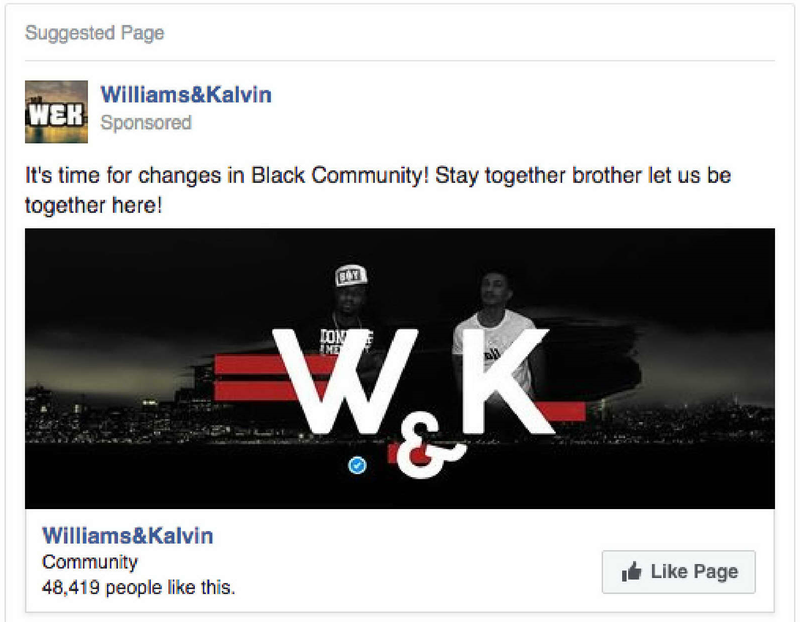 Suggested Page
W&K
Williams&Kalvin
Sponsored
It's time for changes in Black Community! Stay together brother let us be
together here!
BOY
W&K
Williams&Kalvin
Community
48,419 people like this.
Like Page